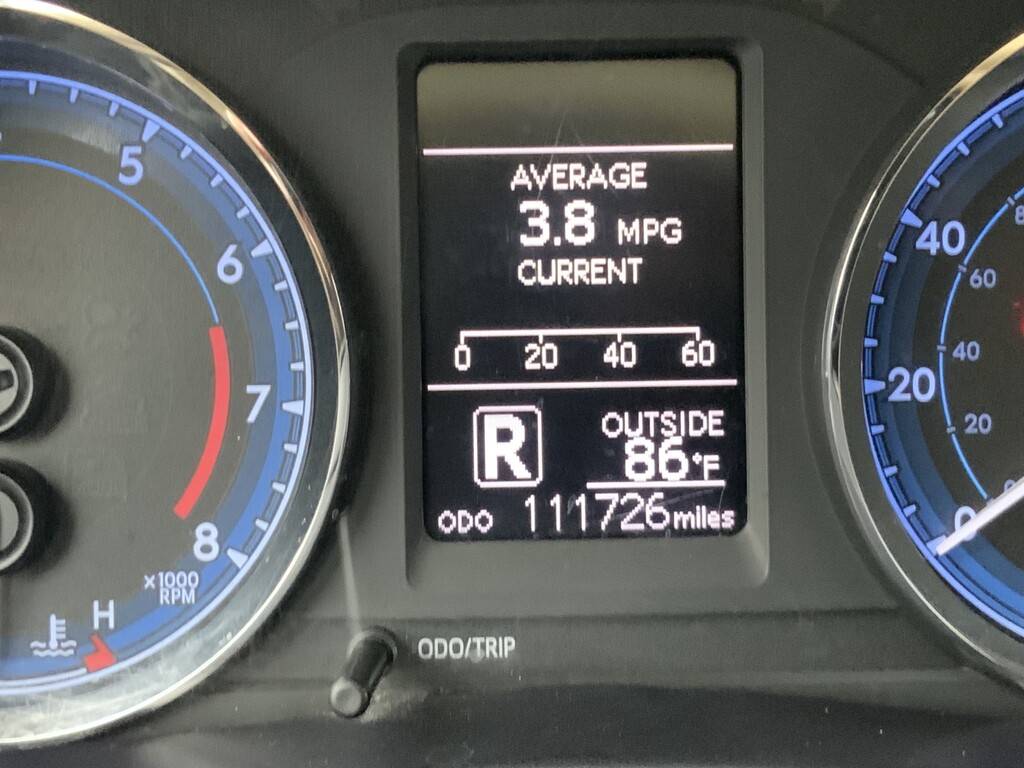 5
6
7
8
x1000
RPM
H
AVERAGE
3.8 MPG
CURRENT
0 20 40 60
R
OUTSIDE
86°F
ODO 111726 miles
ODO/TRIP
40
20
0
60
40
20